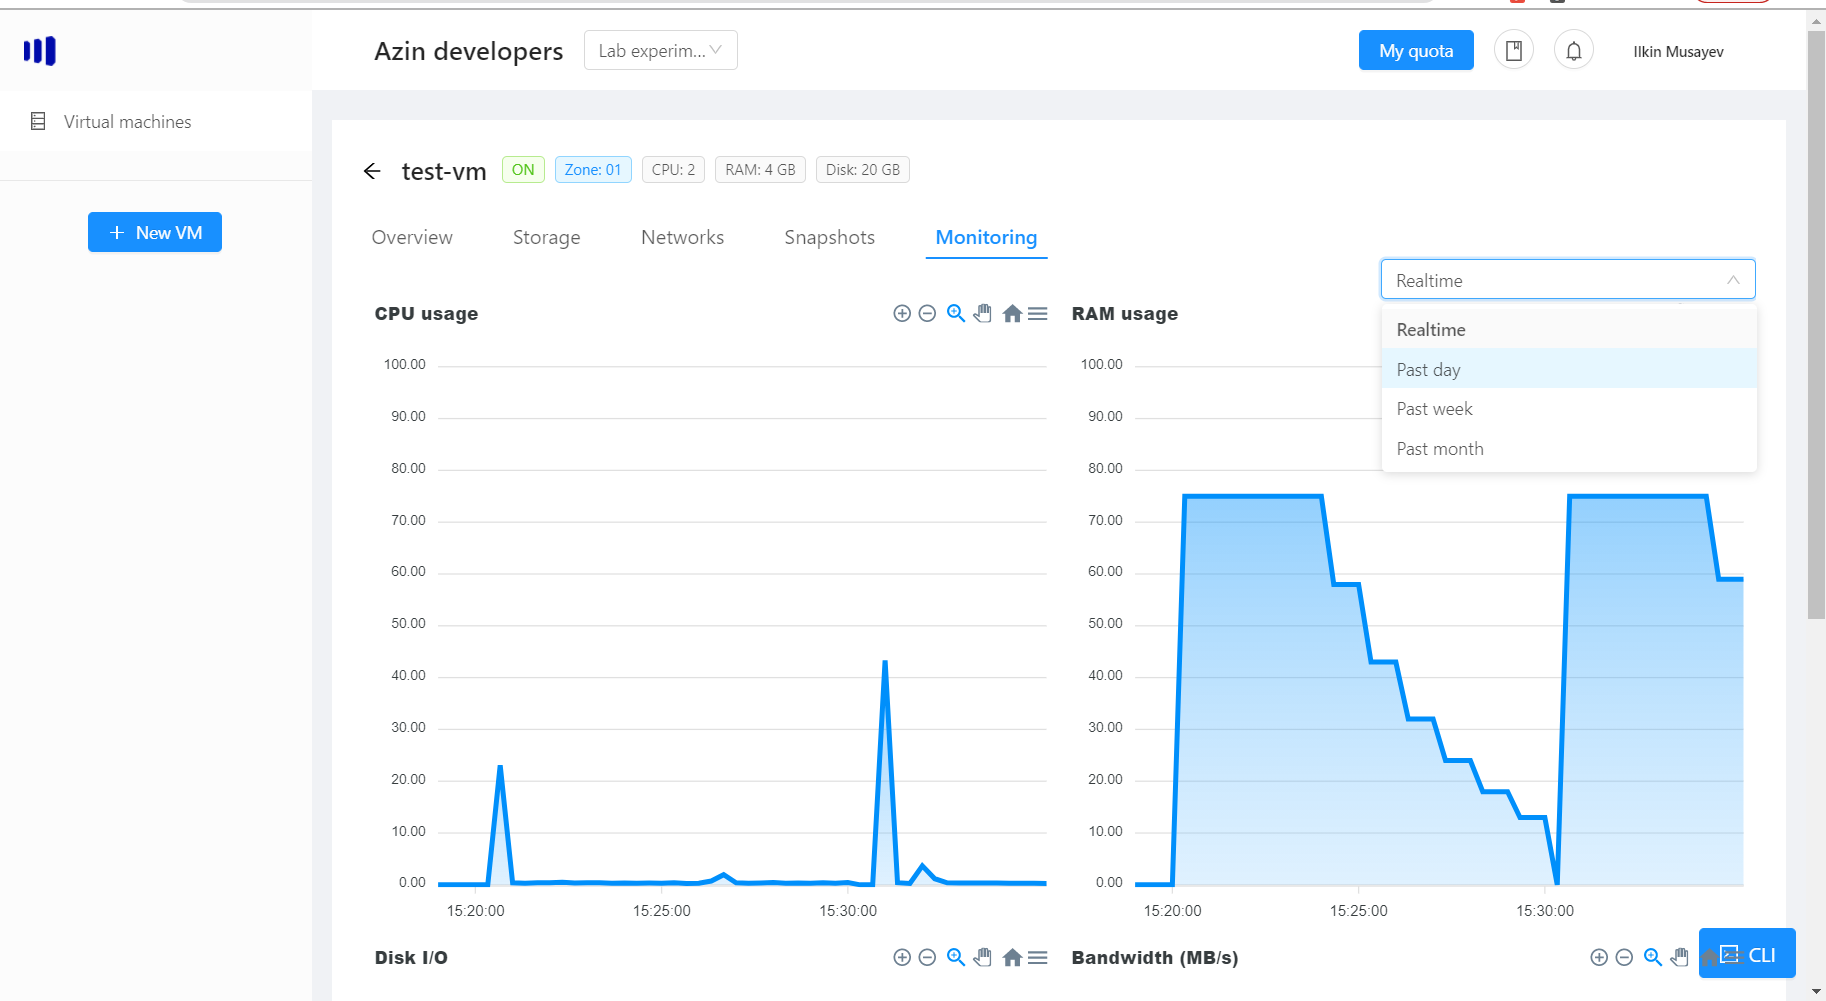 Azin developers
Lab experim...
My quota
Ilkin Musayev
Virtual machines
New VM
test-vm
ON
Zone: 01
CPU: 2
RAM: 4 GB
Disk: 20 GB
Overview
Storage
Networks
Snapshots
Monitoring
Realtime
Realtime
Past day
Past week
Past month
CPU usage
100.00
90.00
80.00
70.00
60.00
50.00
40.00
30.00
20.00
10.00
0.00
15:20:00
15:25:00
15:30:00
RAM usage
100.00
90.00
80.00
70.00
60.00
50.00
40.00
30.00
20.00
10.00
0.00
15:20:00
15:25:00
15:30:00
Disk I/O
Bandwidth (MB/s)
CLI